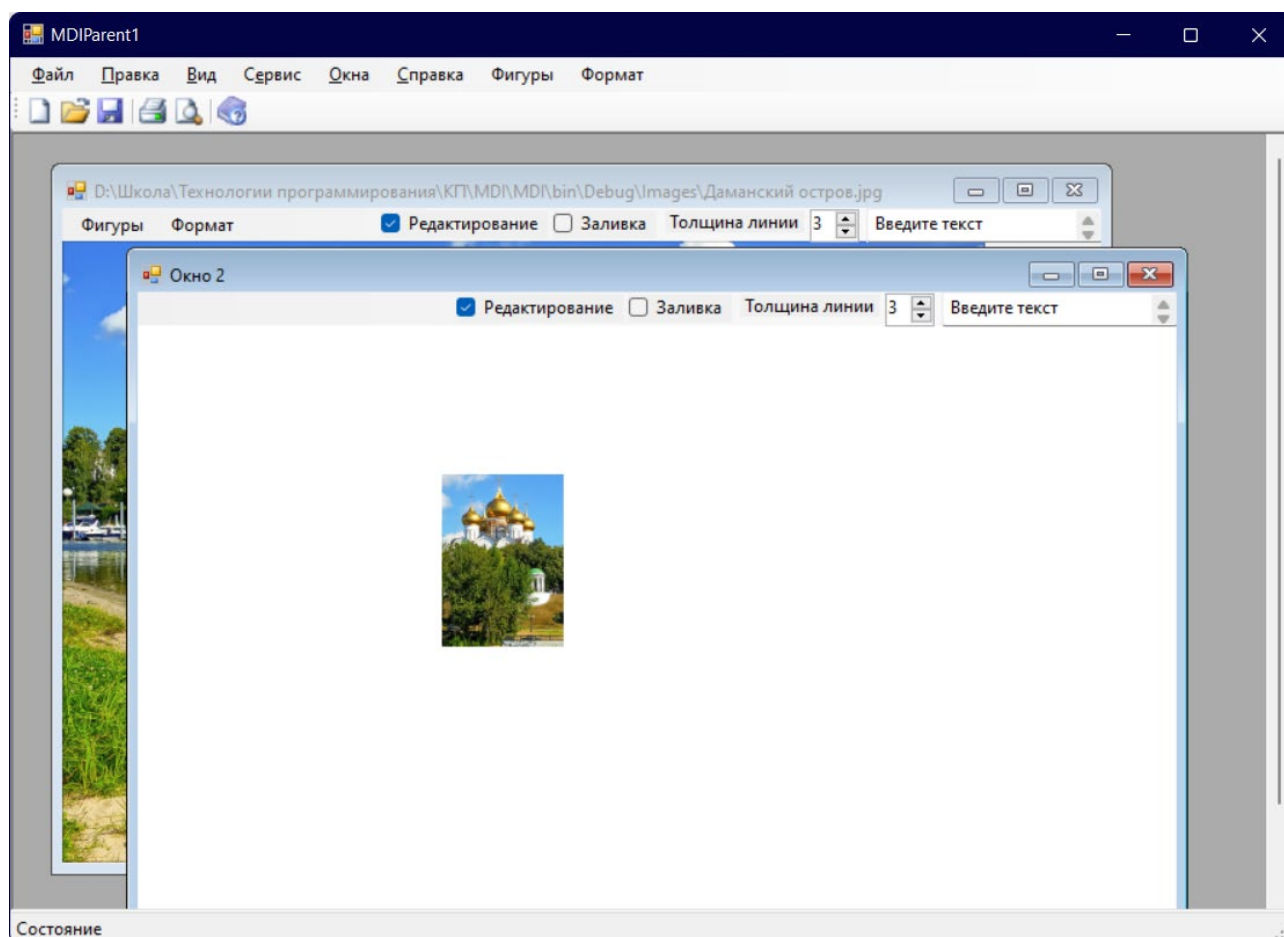 MDIParent1
Файл Правка Вид Сервис Окна Справка Фигуры Формат
D:\Школа\Технологии программирования\КП\MDI\MDI\bin\Debug\Images\Даманский остров.jpg
Фигуры Формат Редактирование Заливка Толщина линии 3 Введите текст
Окно 2
Редактирование Заливка Толщина линии 3 Введите текст
Состояние